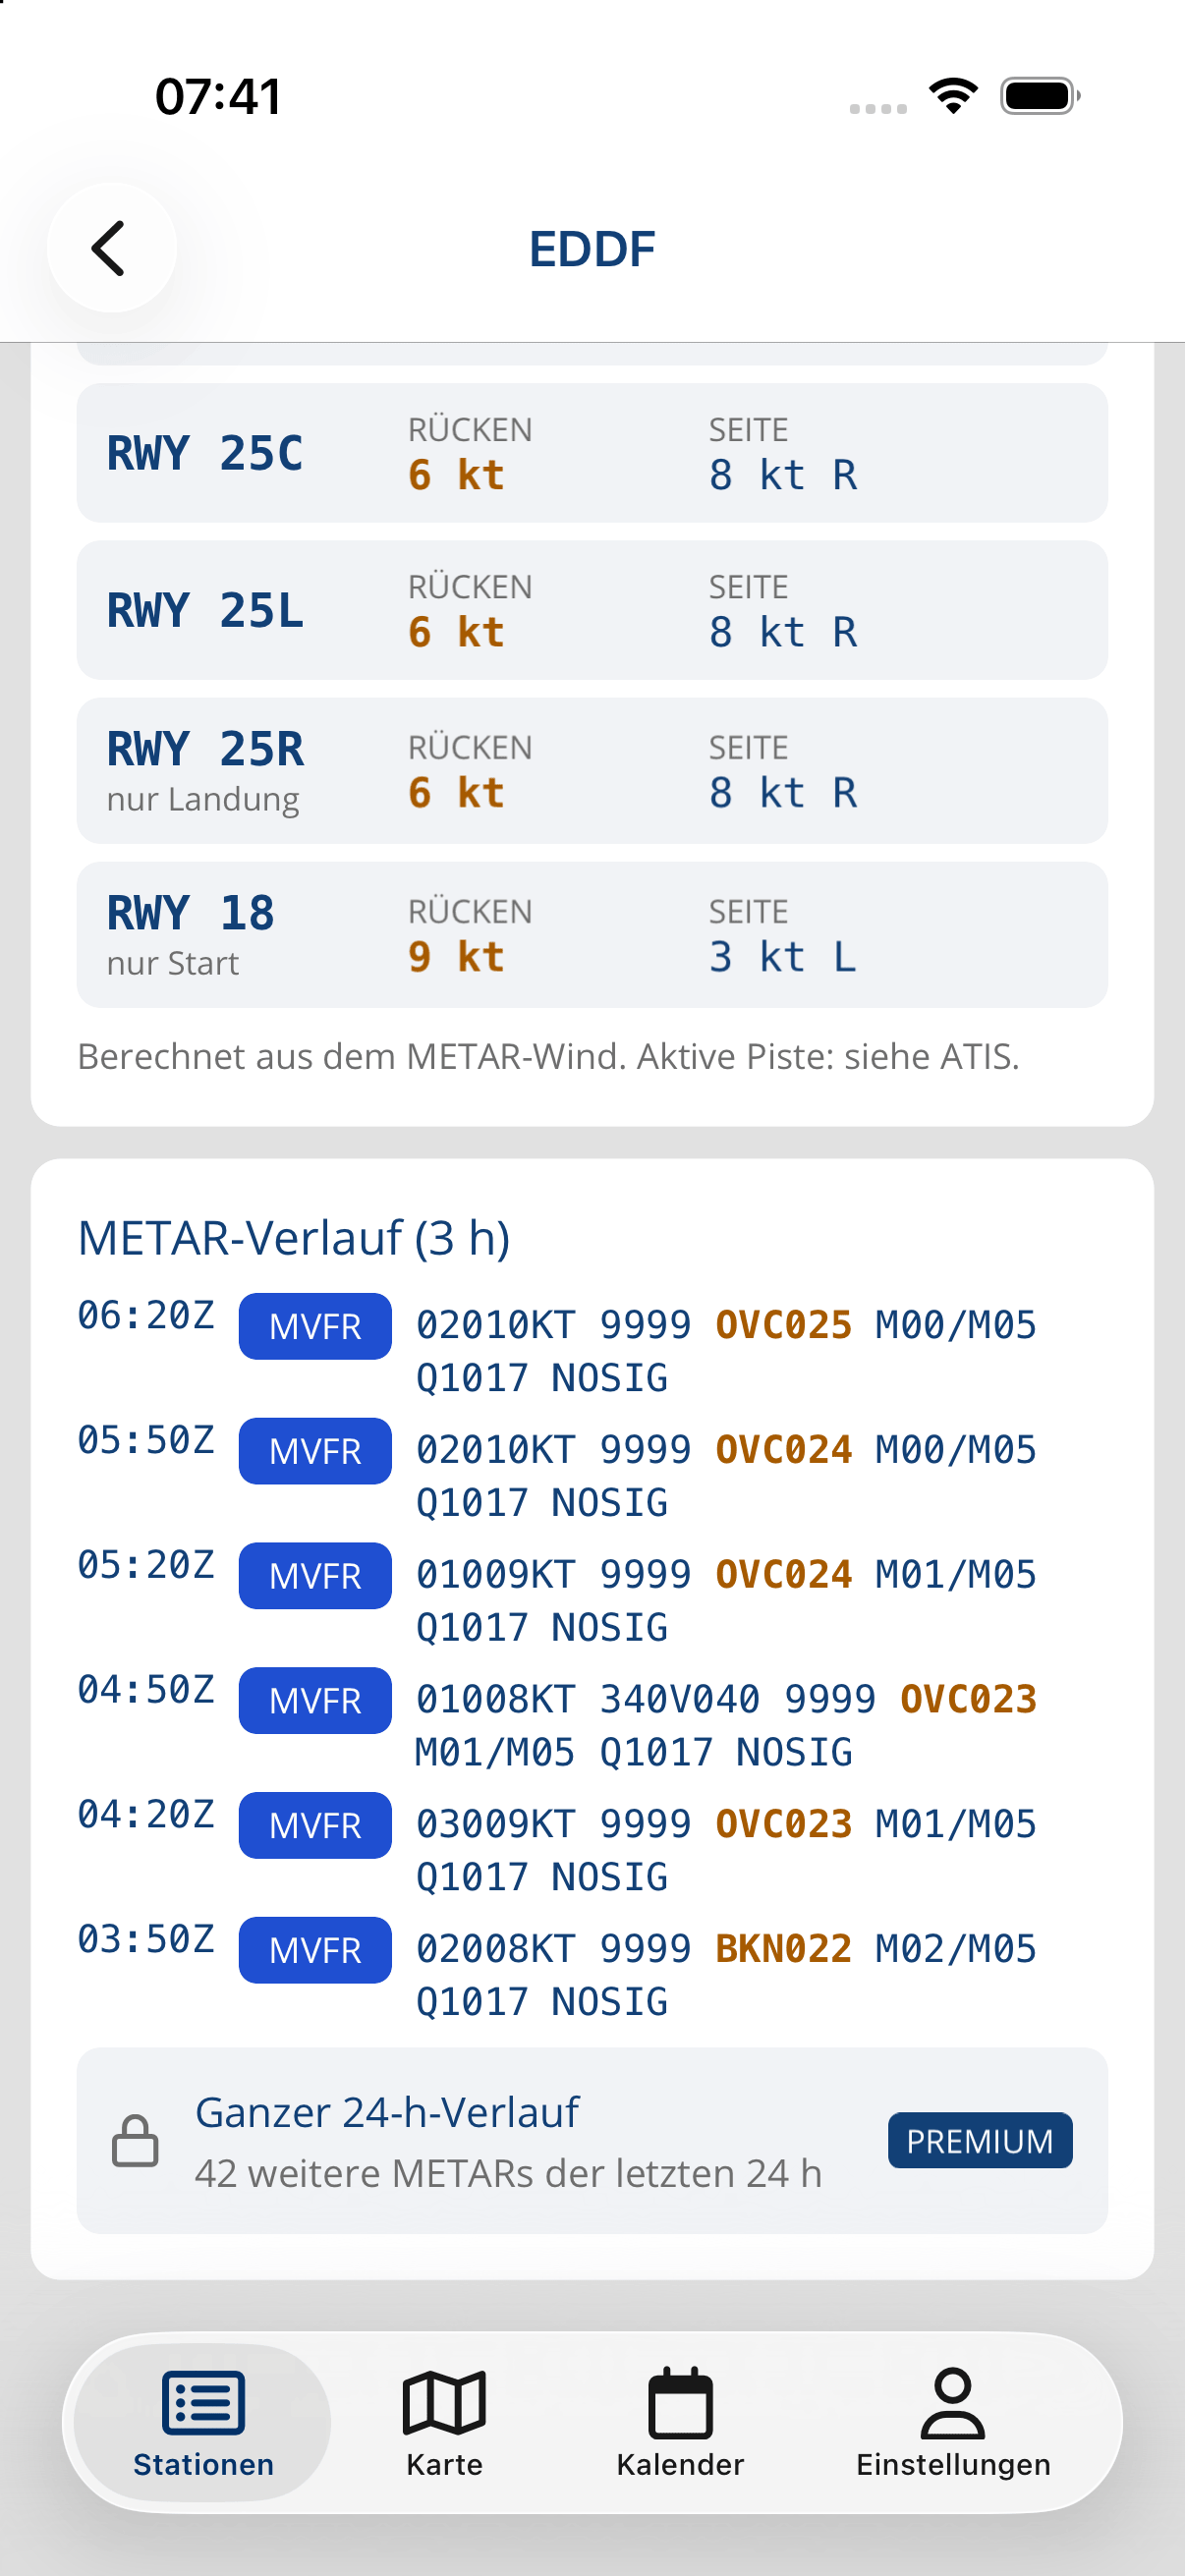 07:41
EDDF
RÜCKEN SEITE
RWY 25C 6 kt 8 kt R
RÜCKEN SEITE
RWY 25L 6 kt 8 kt R
RWY 25R RÜCKEN SEITE
nur Landung 6 kt 8 kt R
RWY 18 RÜCKEN SEITE
nur Start 9 kt 3 kt L
Berechnet aus dem METAR-Wind. Aktive Piste: siehe ATIS.
METAR-Verlauf (3 h)
06:20Z MVFR 02010KT 9999 OVC025 M00/M05
Q1017 NOSIG
05:50Z MVFR 02010KT 9999 OVC024 M00/M05
Q1017 NOSIG
05:20Z MVFR 01009KT 9999 OVC024 M01/M05
Q1017 NOSIG
04:50Z MVFR 01008KT 340V040 9999 OVC023
M01/M05 Q1017 NOSIG
04:20Z MVFR 03009KT 9999 OVC023 M01/M05
Q1017 NOSIG
03:50Z MVFR 02008KT 9999 BKN022 M02/M05
Q1017 NOSIG
Ganzer 24-h-Verlauf
PREMIUM
42 weitere METARs der letzten 24 h
Stationen Karte Kalender Einstellungen